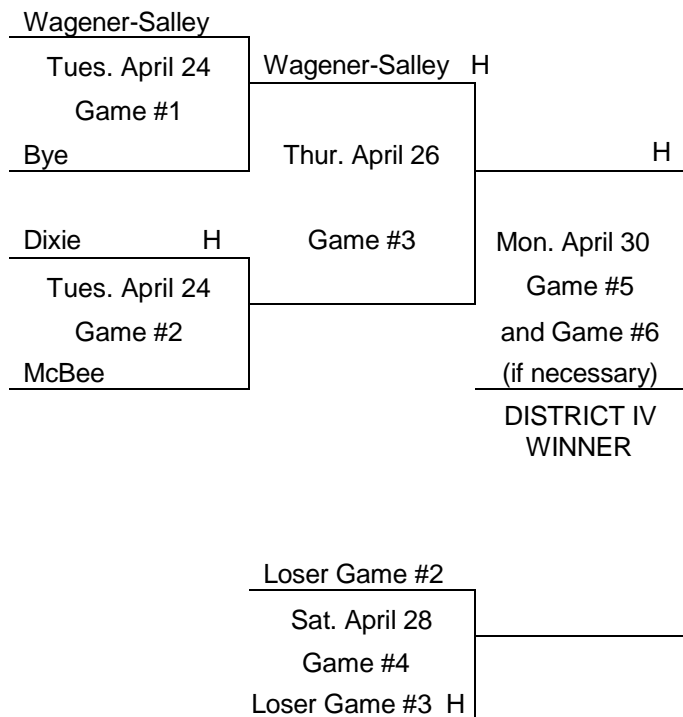 Wagener-Salley
Tues. April 24
Game #1
Bye
Wagener-Salley H
Thur. April 26
Game #3
H
Dixie H
Tues. April 24
Game #2
McBee
Mon. April 30
Game #5
and Game #6
(if necessary)
DISTRICT IV
WINNER
Loser Game #2
Sat. April 28
Game #4
Loser Game #3 H